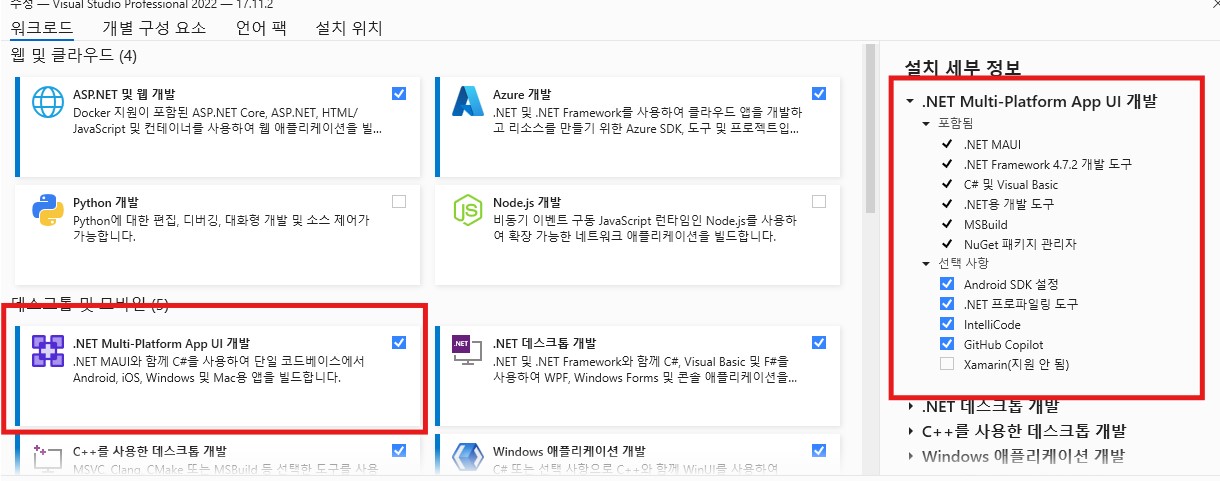 수정 — Visual Studio Professional 2022 — 17.11.2
워크로드 개별 구성 요소 언어 팩 설치 위치
웹 및 클라우드 (4)
ASP.NET 및 웹 개발
Docker 지원이 포함된 ASP.NET Core, ASP.NET, HTML/
JavaScript 및 컨테이너를 사용하여 웹 애플리케이션을 빌...
Azure 개발
.NET 및 .NET Framework를 사용하여 클라우드 앱을 개발하
고 리소스를 만들기 위한 Azure SDK, 도구 및 프로젝트입...
Python 개발
Python에 대한 편집, 디버깅, 대화형 개발 및 소스 제어가
가능합니다.
Node.js 개발
비동기 이벤트 구동 JavaScript 런타임인 Node.js를 사용하
여 확장 가능한 네트워크 애플리케이션을 빌드합니다.
데스크톱 및 모바일 (5)
.NET Multi-Platform App UI 개발
.NET MAUI와 함께 C#을 사용하여 단일 코드베이스에서
Android, iOS, Windows 및 Mac용 앱을 빌드합니다.
.NET
.NET 데스크톱 개발
.NET 및 .NET Framework와 함께 C#, Visual Basic 및 F#을
사용하여 WPF, Windows Forms 및 콘솔 애플리케이션을...
C++를 사용한 데스크톱 개발
MSVC, Clang, CMake 또는 MSBuild 등 선택한 도구를 사용
Windows 애플리케이션 개발
C# 또는 선택 사항으로 C++와 함께 WinUI를 사용하여
설치 세부 정보
.NET Multi-Platform App UI 개발
포함됨
.NET MAUI
.NET Framework 4.7.2 개발 도구
C# 및 Visual Basic
.NET용 개발 도구
MSBuild
NuGet 패키지 관리자
선택 사항
Android SDK 설정
.NET 프로파일링 도구
IntelliCode
GitHub Copilot
Xamarin(지원 안 됨)
.NET 데스크톱 개발
C++를 사용한 데스크톱 개발
Windows 애플리케이션 개발